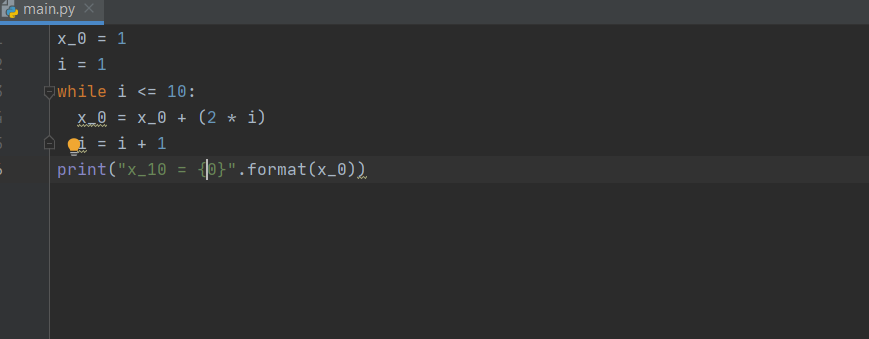 main.py
x_0 = 1
i = 1
while i <= 10:
  x_0 = x_0 + (2 * i)
  i = i + 1
print("x_10 = {0}".format(x_0))